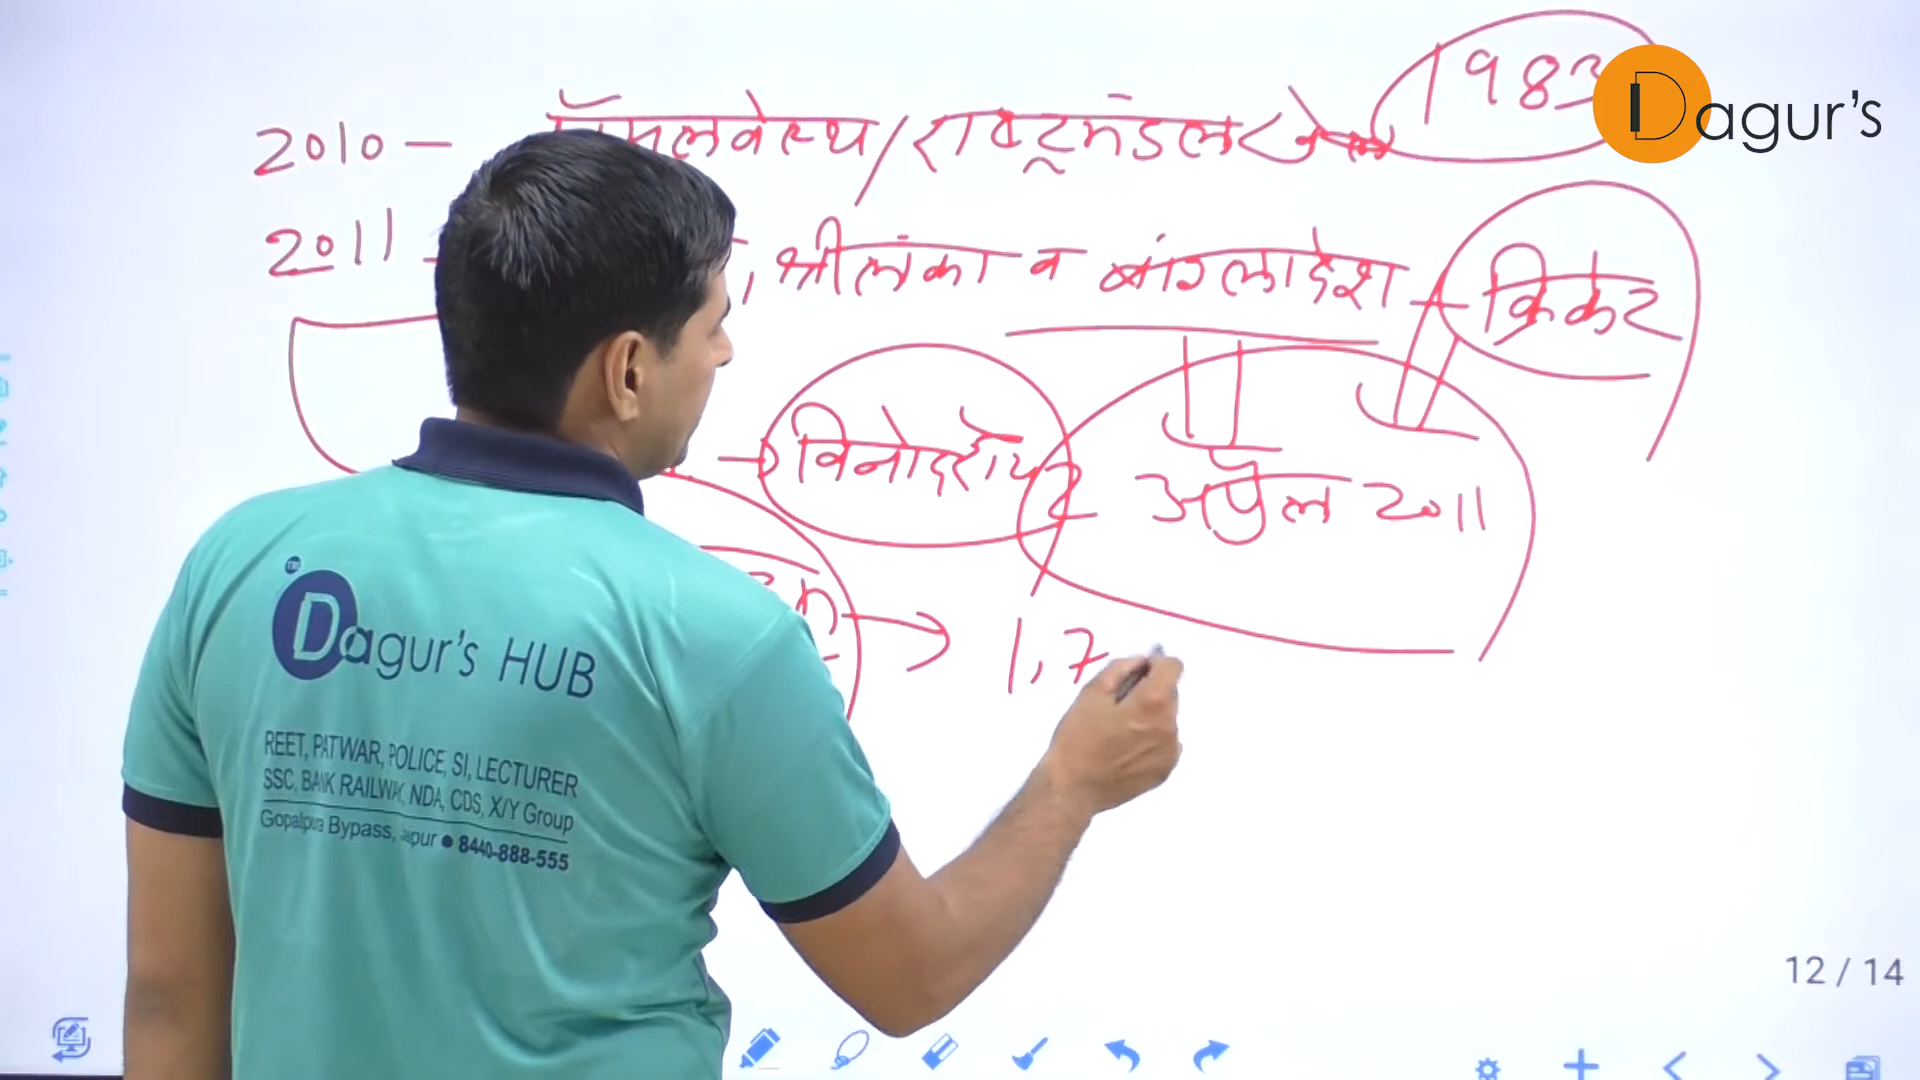 1983
Dagur's
2010 - कॉमनवेल्थ/राष्ट्रमंडल खेल
2011 , श्रीलंका व बांग्लादेश - क्रिकेट
विनोदरॉय अप्रैल 2011
1,7
Dagur's HUB
REET, PATWAR, POLICE, SI, LECTURER
SSC, BANK RAILWAY, NDA, CDS, X/Y Group
Gopalpura Bypass, Jaipur ● 8440-888-555
12 / 14